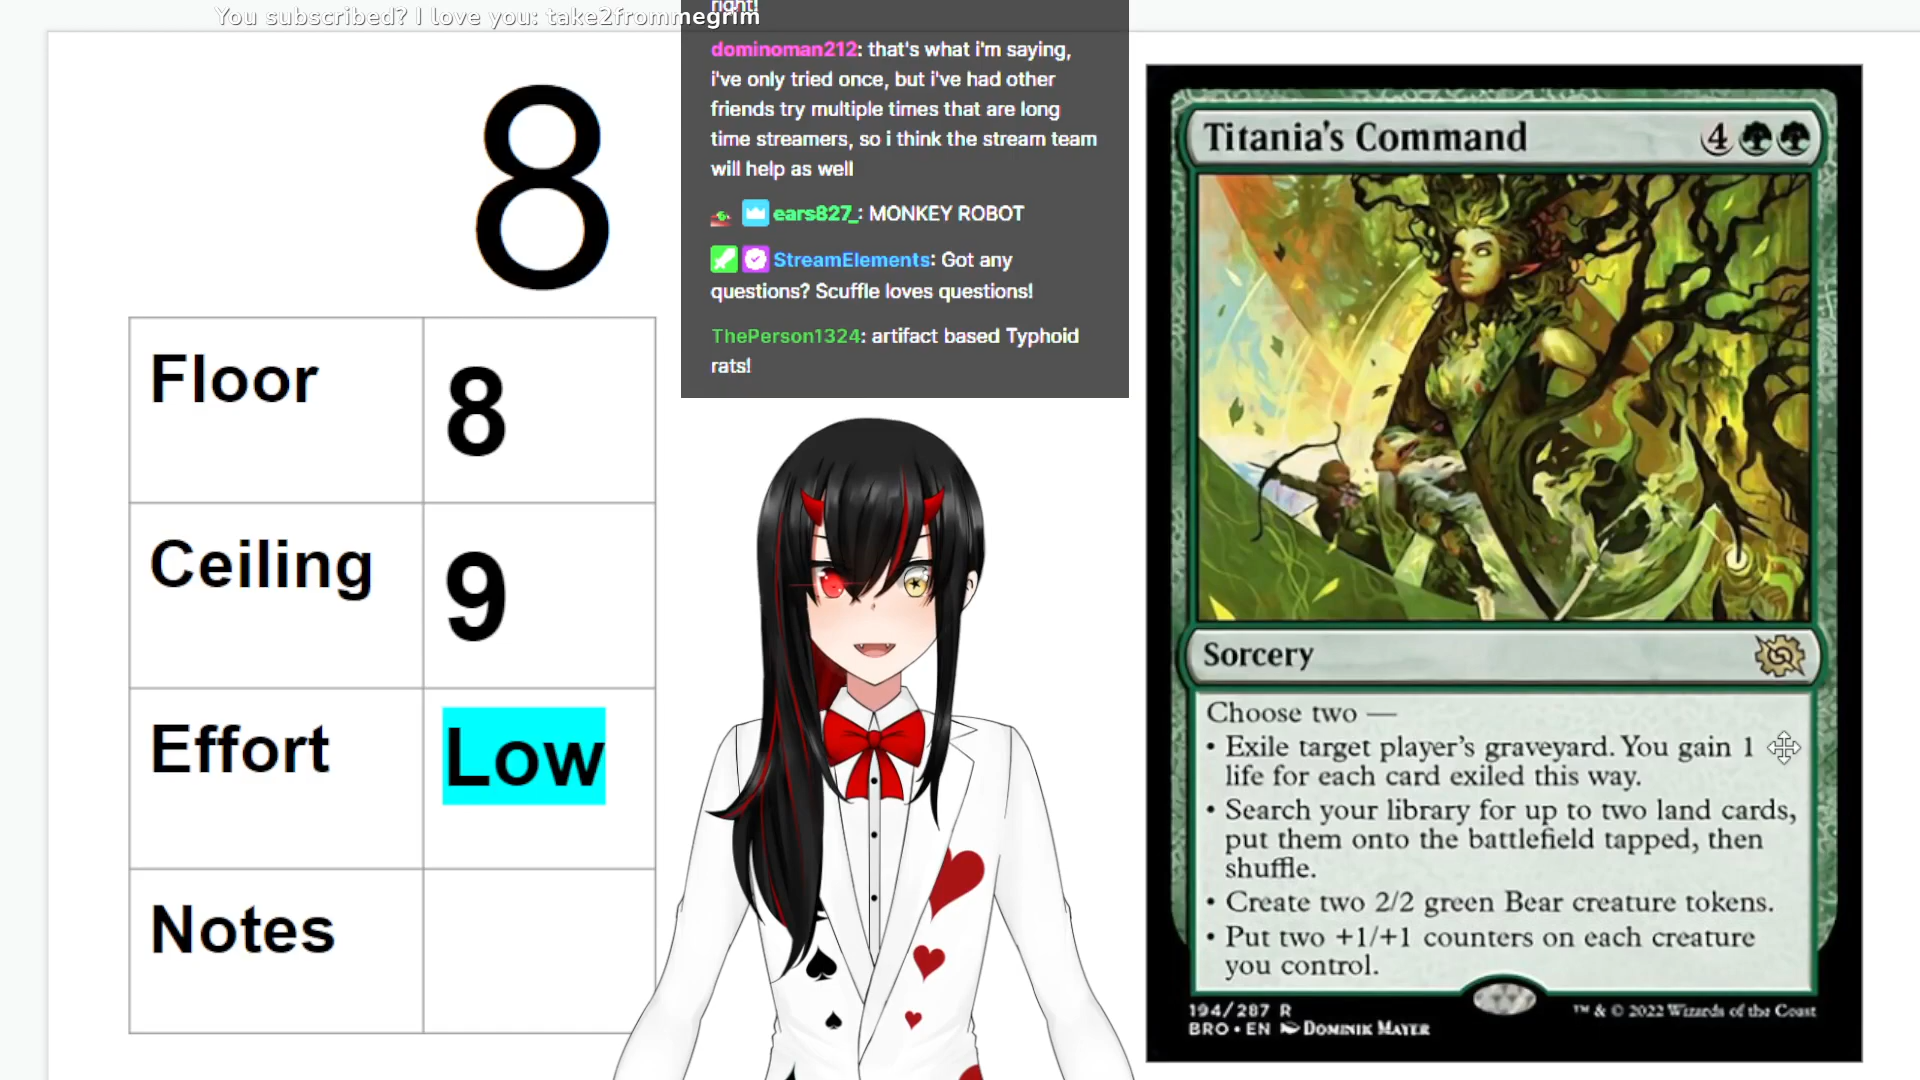 You subscribed? I love you: take2frommegrim
8
Floor 8
Ceiling 9
Effort Low
Notes
right!
dominoman212: that's what i'm saying,
i've only tried once, but i've had other
friends try multiple times that are long
time streamers, so i think the stream team
will help as well
ears827_: MONKEY ROBOT
StreamElements: Got any
questions? Scuffle loves questions!
ThePerson1324: artifact based Typhoid
rats!
Titania's Command 4
Sorcery
Choose two —
• Exile target player's graveyard. You gain 1
life for each card exiled this way.
• Search your library for up to two land cards,
put them onto the battlefield tapped, then
shuffle.
• Create two 2/2 green Bear creature tokens.
• Put two +1/+1 counters on each creature
you control.
194/287 R
BRO • EN DOMINIK MAYER
™ & © 2022 Wizards of the Coast